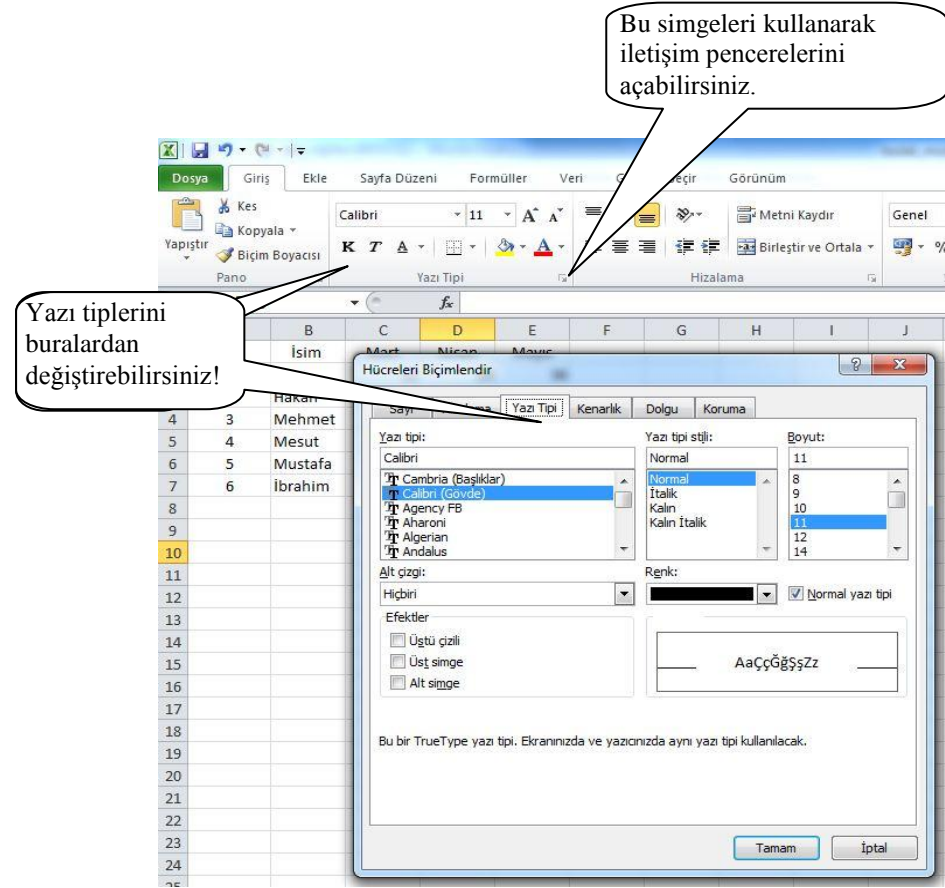 Bu simgeleri kullanarak
iletişim pencerelerini
açabilirsiniz.
Dosya Giriş Ekle Sayfa Düzeni Formüller Veri Görünüm
Kes
Kopyala
Biçim Boyacısı
Yapıştır
Calibri 11 A A
K T A A
Metni Kaydır
Birleştir ve Ortala
Genel
%
Pano Yazı Tipi Hizalama
fx
Yazı tiplerini
buralardan
değiştirebilirsiniz!
B C D E F G H I J
İsim Mart Nisan Mayıs
Hakan
4 3 Mehmet
5 4 Mesut
6 5 Mustafa
7 6 İbrahim
8
9
10
11
12
13
14
15
16
17
18
19
20
21
22
23
24
25
Hücreleri Biçimlendir
Sayı Yazı Tipi Kenarlık Dolgu Koruma
Yazı tipi: Yazı tipi stili: Boyut:
Calibri Normal 11
Cambria (Başlıklar) Normal 8
Calibri (Gövde) İtalik 9
Agency FB Kalın 10
Aharoni Kalın İtalik 11
Algerian 12
Andalus 14
Alt çizgi: Renk:
Hiçbiri Normal yazı tipi
Efektler
Üstü çizili
Üst simge
Alt simge
AaÇçĞğŞşZz
Bu bir TrueType yazı tipi. Ekranınızda ve yazıcınızda aynı yazı tipi kullanılacak.
Tamam İptal